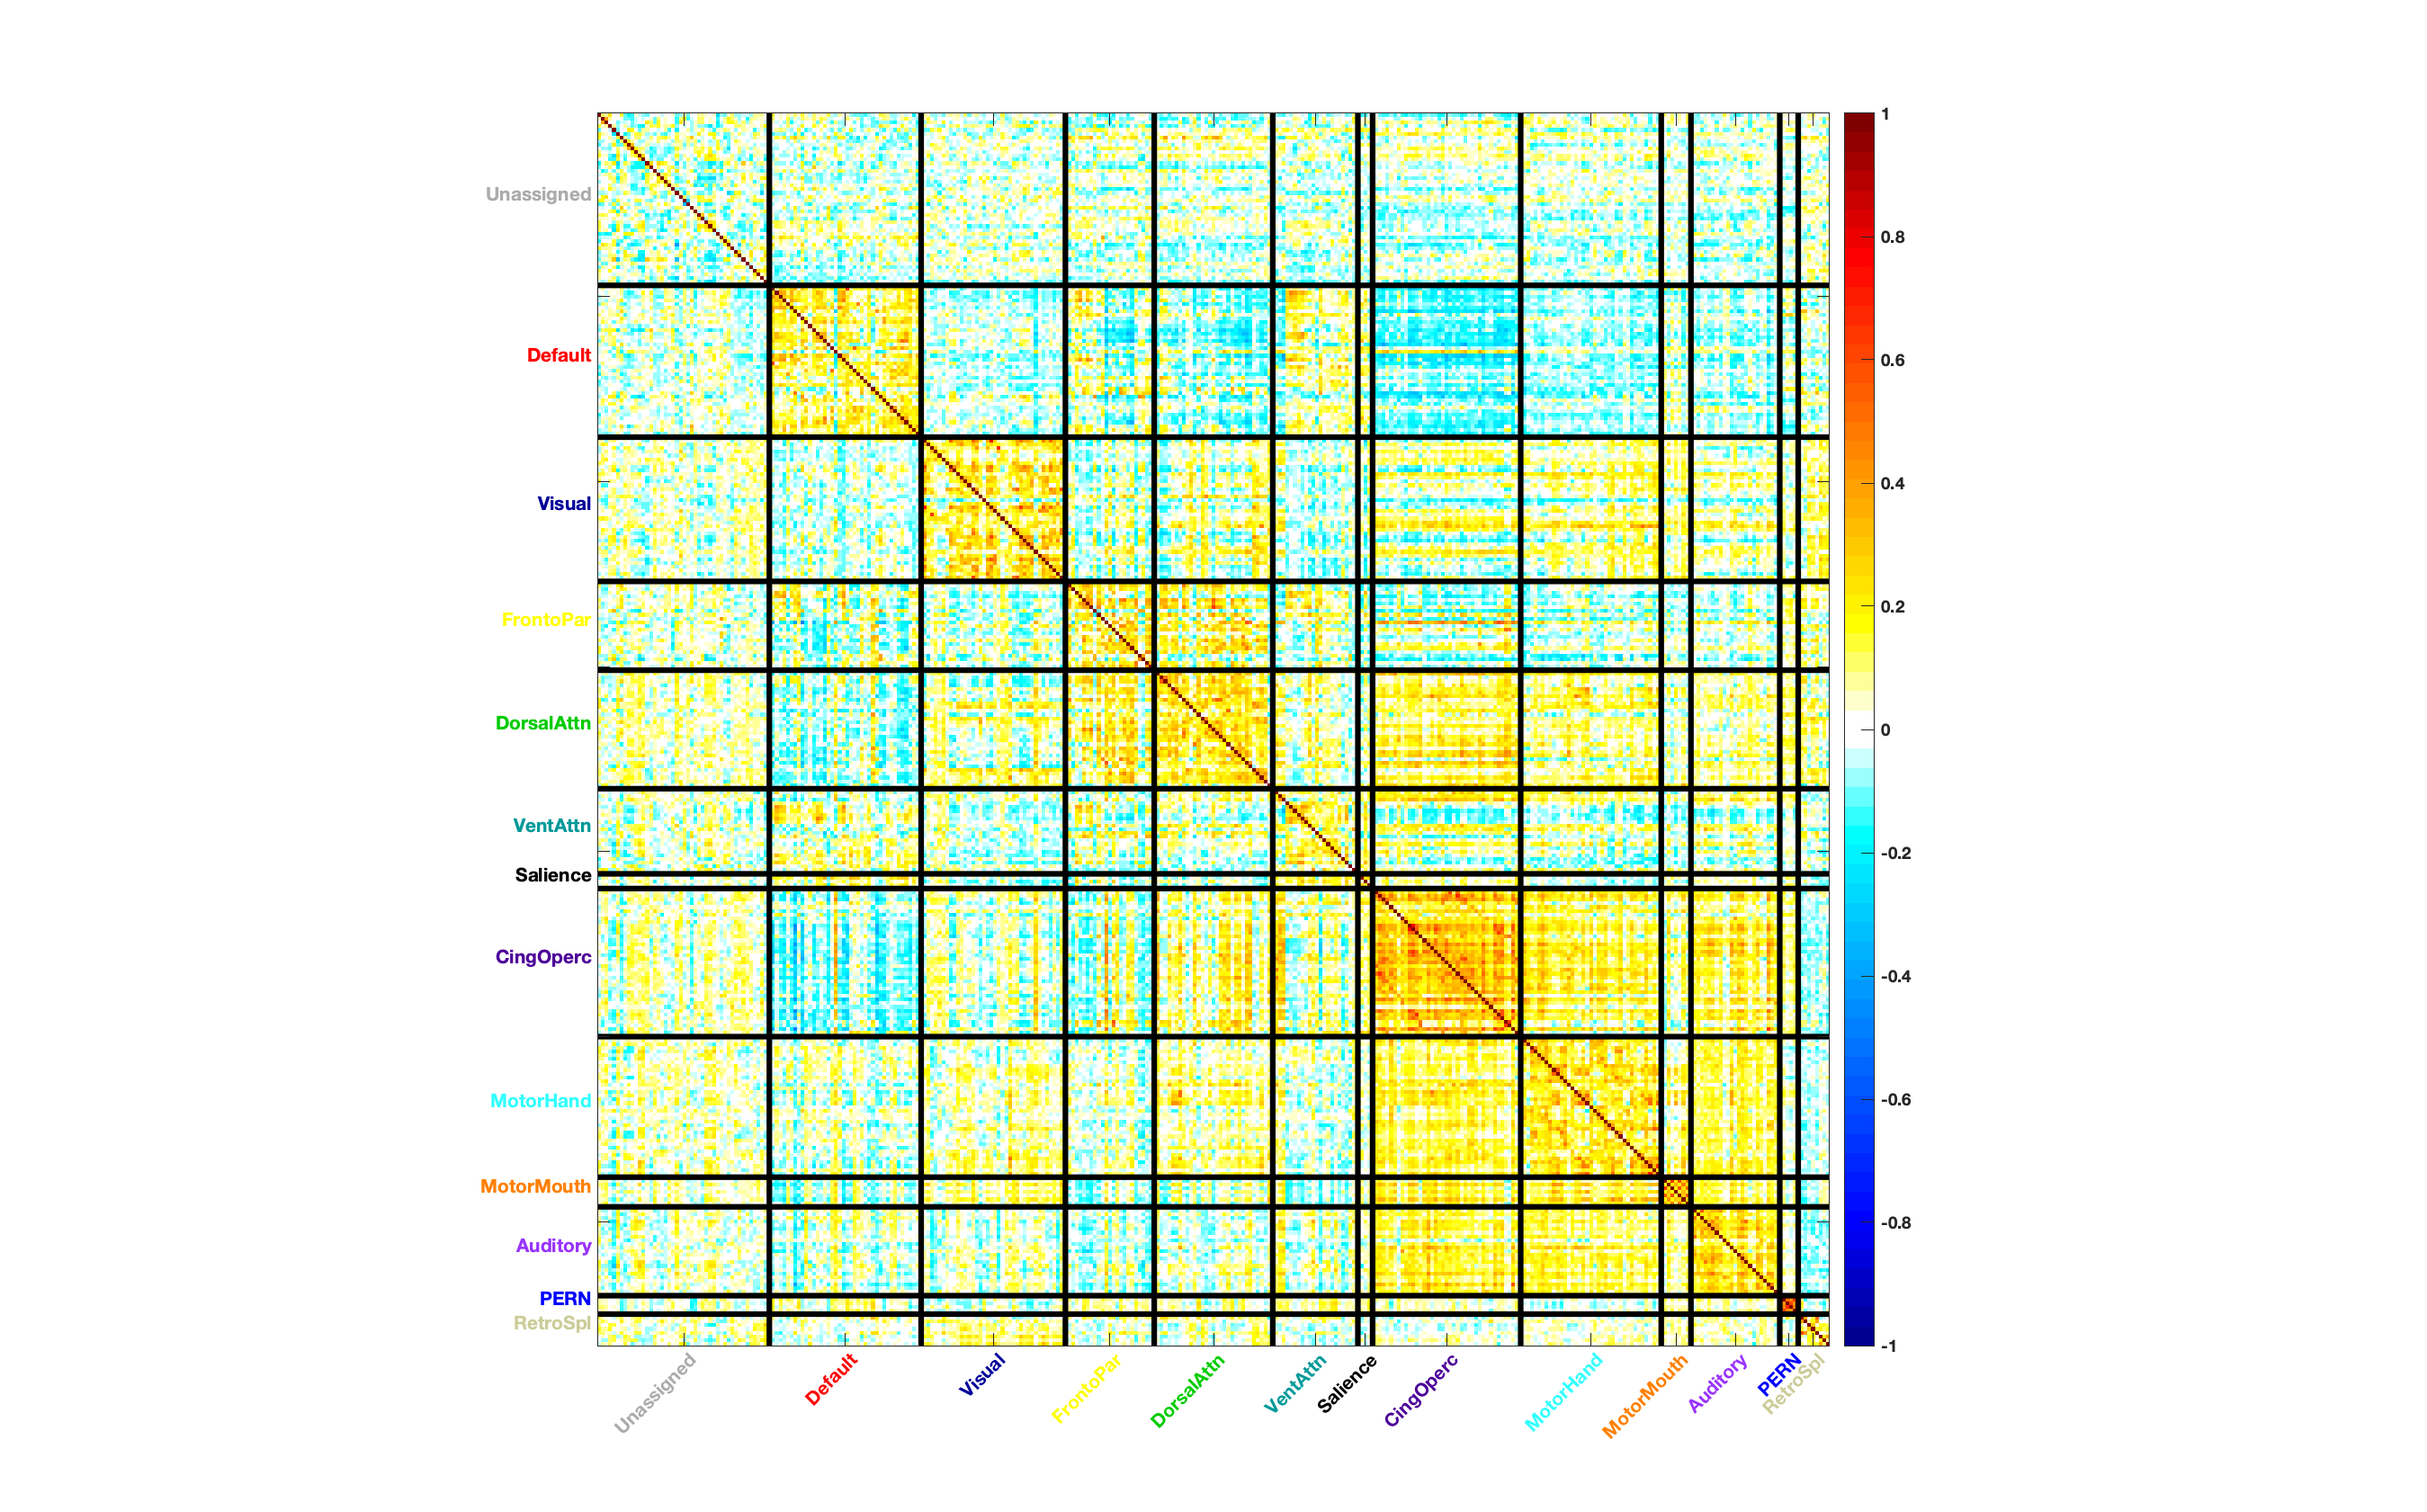 Unassigned
Default
Visual
FrontoPar
DorsalAttn
VentAttn
Salience
CingOperc
MotorHand
MotorMouth
Auditory
PERN
RetroSpl
Unassigned
Default
Visual
FrontoPar
DorsalAttn
VentAttn
Salience
CingOperc
MotorHand
MotorMouth
Auditory
PERN
RetroSpl
1
0.8
0.6
0.4
0.2
0
-0.2
-0.4
-0.6
-0.8
-1